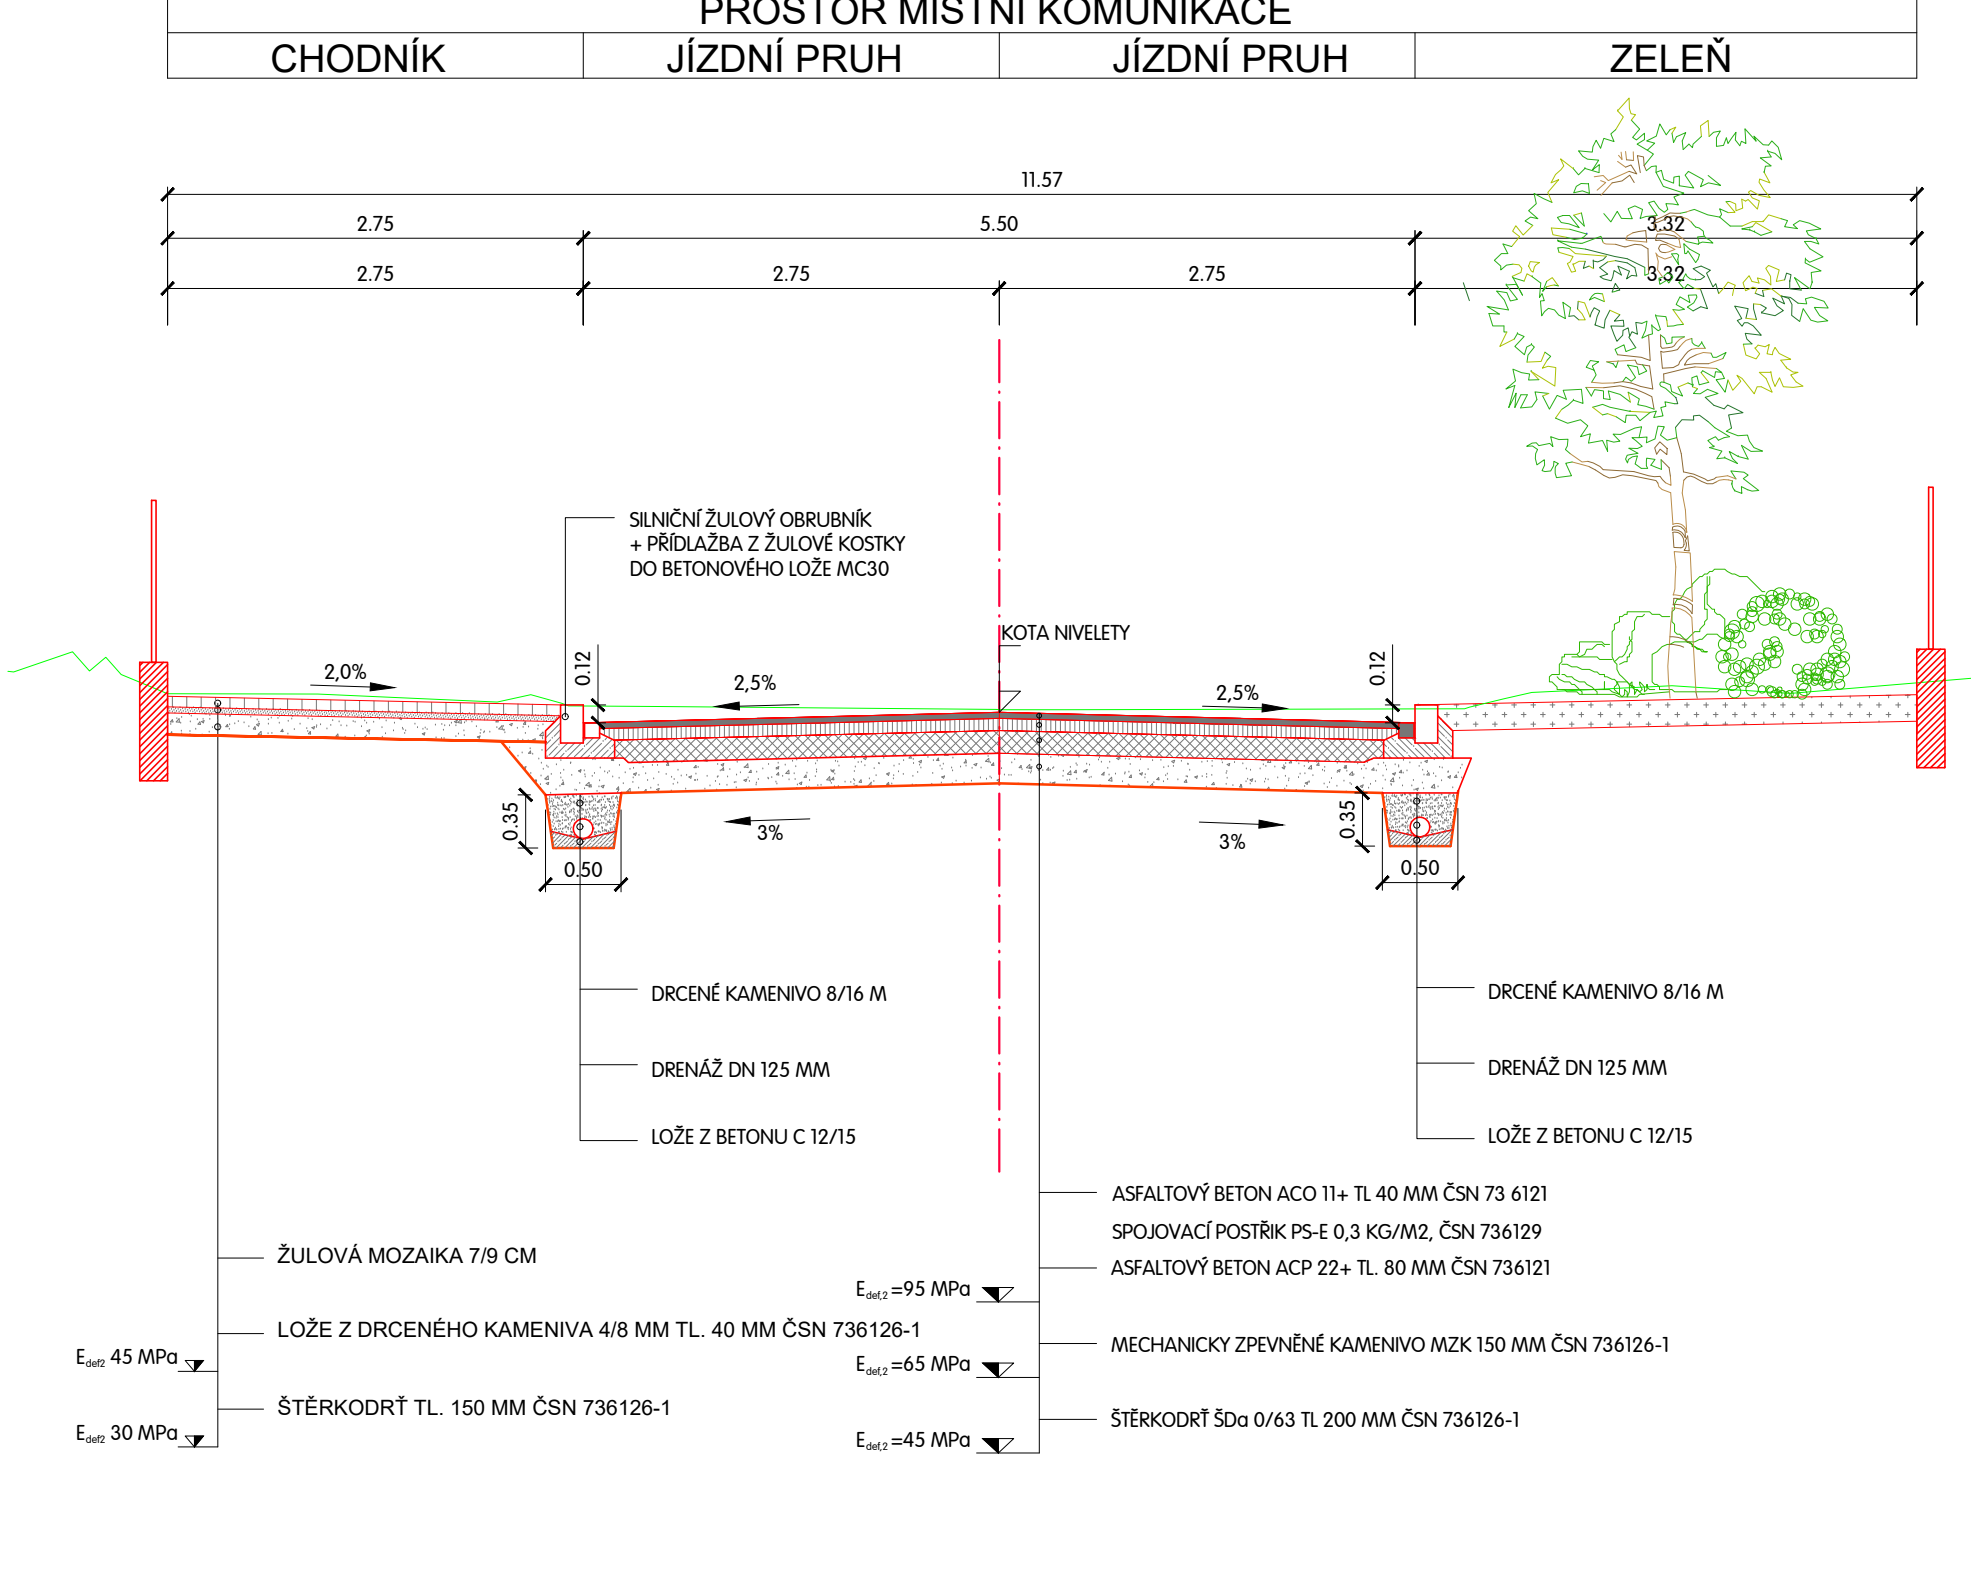 PROSTOR MÍSTNÍ KOMUNIKACE
CHODNÍK
JÍZDNÍ PRUH
JÍZDNÍ PRUH
ZELEŇ
11.57
2.75
5.50
3.32
2.75
2.75
2.75
3.32
SILNIČNÍ ŽULOVÝ OBRUBNÍK
+ PŘÍDLAŽBA Z ŽULOVÉ KOSTKY
DO BETONOVÉHO LOŽE MC30
KOTA NIVELETY
2,0%
0.12
2,5%
2,5%
0.12
0.35
3%
0.50
3%
0.35
0.50
DRCENÉ KAMENIVO 8/16 M
DRENÁŽ DN 125 MM
LOŽE Z BETONU C 12/15
DRCENÉ KAMENIVO 8/16 M
DRENÁŽ DN 125 MM
LOŽE Z BETONU C 12/15
ŽULOVÁ MOZAIKA 7/9 CM
LOŽE Z DRCENÉHO KAMENIVA 4/8 MM TL. 40 MM ČSN 736126-1
Edef2 45 MPa
ŠTĚRKODRŤ TL. 150 MM ČSN 736126-1
Edef2 30 MPa
ASFALTOVÝ BETON ACO 11+ TL 40 MM ČSN 73 6121
SPOJOVACÍ POSTŘIK PS-E 0,3 KG/M2, ČSN 736129
ASFALTOVÝ BETON ACP 22+ TL. 80 MM ČSN 736121
Edef,2 =95 MPa
MECHANICKY ZPEVNĚNÉ KAMENIVO MZK 150 MM ČSN 736126-1
Edef,2 =65 MPa
ŠTĚRKODRŤ ŠDa 0/63 TL 200 MM ČSN 736126-1
Edef,2 =45 MPa